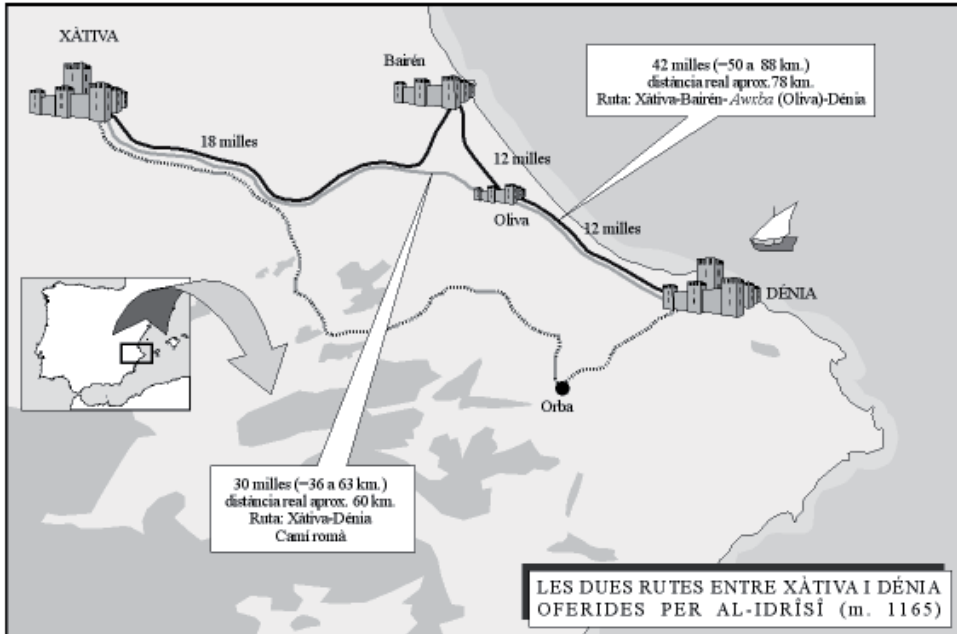 XÀTIVA
Bairén
42 milles (=50 a 88 km.)
distáncia real aprox.78 km.
Ruta: Xàtiva-Bairén-Awxba (Oliva)-Dénia
18 milles
12 milles
Oliva
12 milles
DÉNIA
Orba
30 milles (=36 a 63 km.)
distáncia real aprox. 60 km.
Ruta: Xàtiva-Dénia
Camí romà
LES DUES RUTES ENTRE XÀTIVA I DÉNIA
OFERIDES PER AL-IDRÎSÎ (m. 1165)